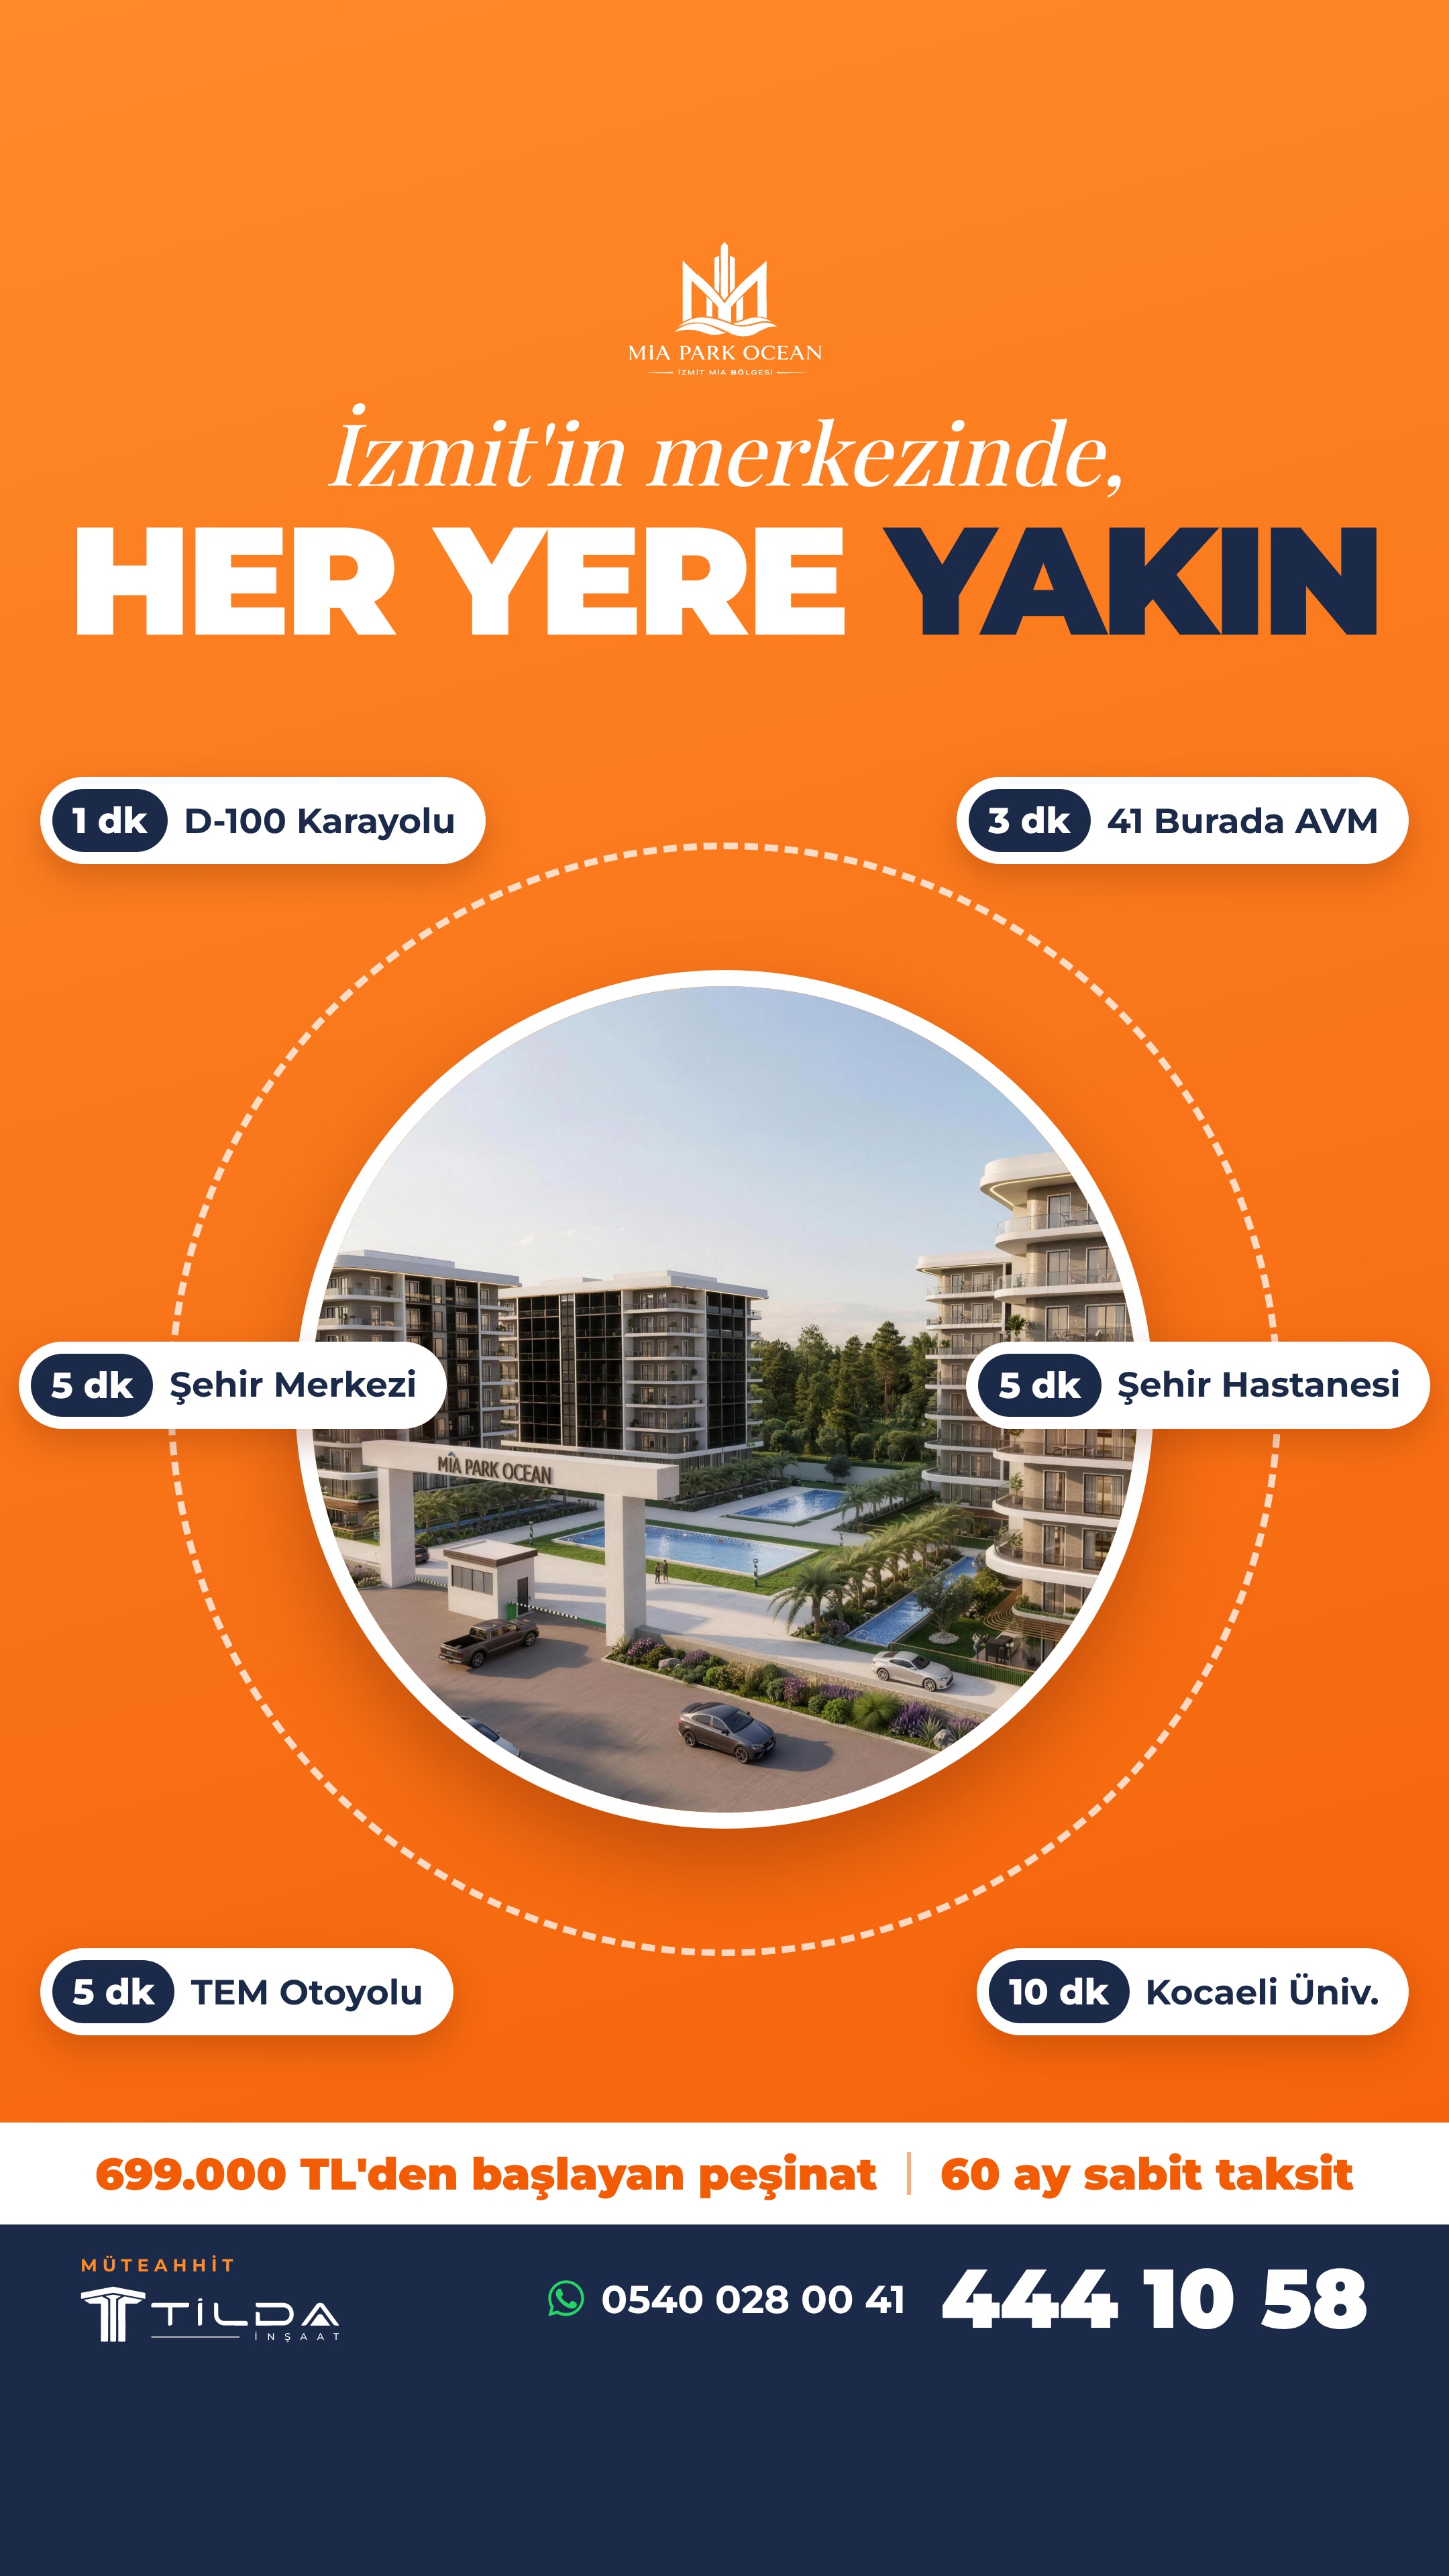 MİA PARK OCEAN
İZMİT MIA BÖLGESİ
İzmit'in merkezinde,
HER YERE YAKIN
1 dk D-100 Karayolu
3 dk 41 Burada AVM
5 dk Şehir Merkezi
5 dk Şehir Hastanesi
MİA PARK OCEAN
5 dk TEM Otoyolu
10 dk Kocaeli Üniv.
699.000 TL'den başlayan peşinat | 60 ay sabit taksit
MÜTEAHHİT
TİLDA
İNŞAAT
0540 028 00 41
444 10 58